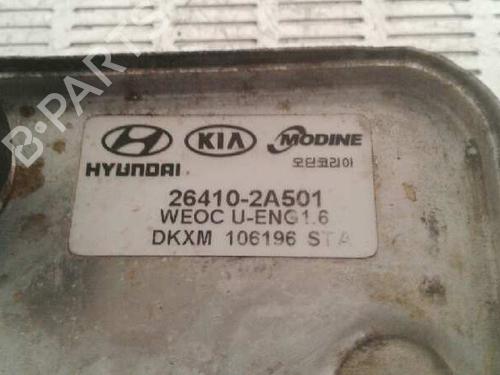 B-PARTS
HYUNDAI KIA MODINE
모딘코리아
26410-2A501
WEOC U-ENG1.6
DKXM 106196 STA